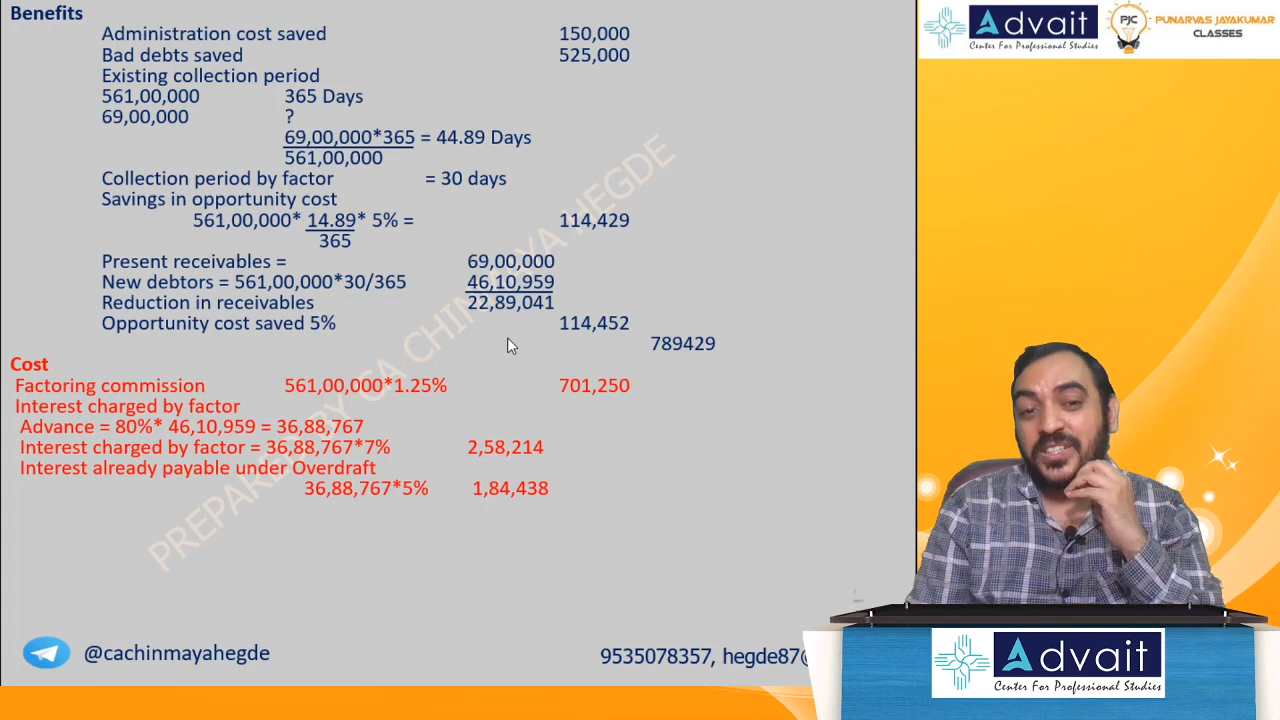 Benefits
Administration cost saved 150,000
Bad debts saved 525,000
Existing collection period
561,00,000 365 Days
69,00,000 ?
69,00,000*365 = 44.89 Days
561,00,000
Collection period by factor = 30 days
Savings in opportunity cost
561,00,000* 14.89* 5% = 114,429
365
Present receivables = 69,00,000
New debtors = 561,00,000*30/365 46,10,959
Reduction in receivables 22,89,041
Opportunity cost saved 5% 114,452
789429
Cost
Factoring commission 561,00,000*1.25% 701,250
Interest charged by factor
Advance = 80%* 46,10,959 = 36,88,767
Interest charged by factor = 36,88,767*7% 2,58,214
Interest already payable under Overdraft
36,88,767*5% 1,84,438
PREPARED BY CA CHINMAYA HEGDE
@cachinmayahegde
9535078357, hegde87@
Advait
Center For Professional Studies
PJC
PUNARVAS JAYAKUMAR
CLASSES
Advait
Center For Professional Studies